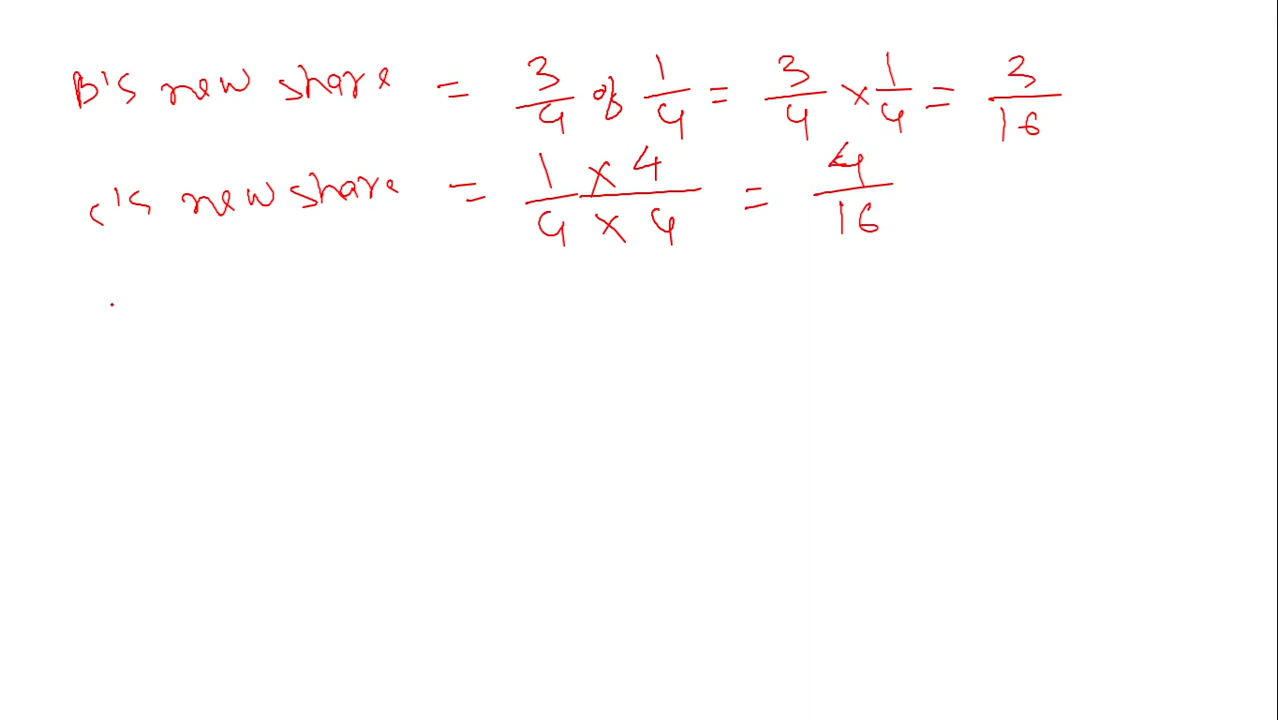 B's new share = 3/4 of 1/4 = 3/4 × 1/4 = 3/16
C's new share = 1 × 4 / 4 × 4 = 4/16